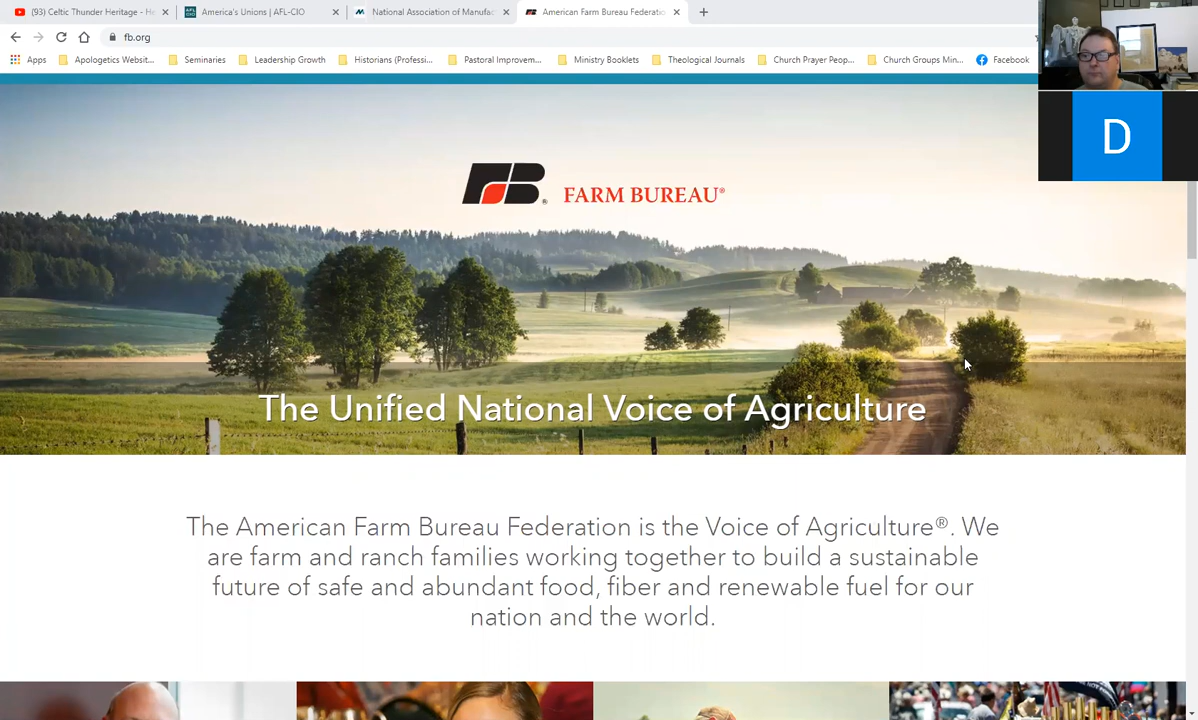 (93) Celtic Thunder Heritage - He
America's Unions | AFL-CIO
National Association of Manufac
American Farm Bureau Federatio
fb.org
Apps
Apologetics Websit...
Seminaries
Leadership Growth
Historians (Professi...
Pastoral Improvem...
Ministry Booklets
Theological Journals
Church Prayer Peop...
Church Groups Min...
Facebook
D
FB® FARM BUREAU®
The Unified National Voice of Agriculture
The American Farm Bureau Federation is the Voice of Agriculture®. We
are farm and ranch families working together to build a sustainable
future of safe and abundant food, fiber and renewable fuel for our
nation and the world.